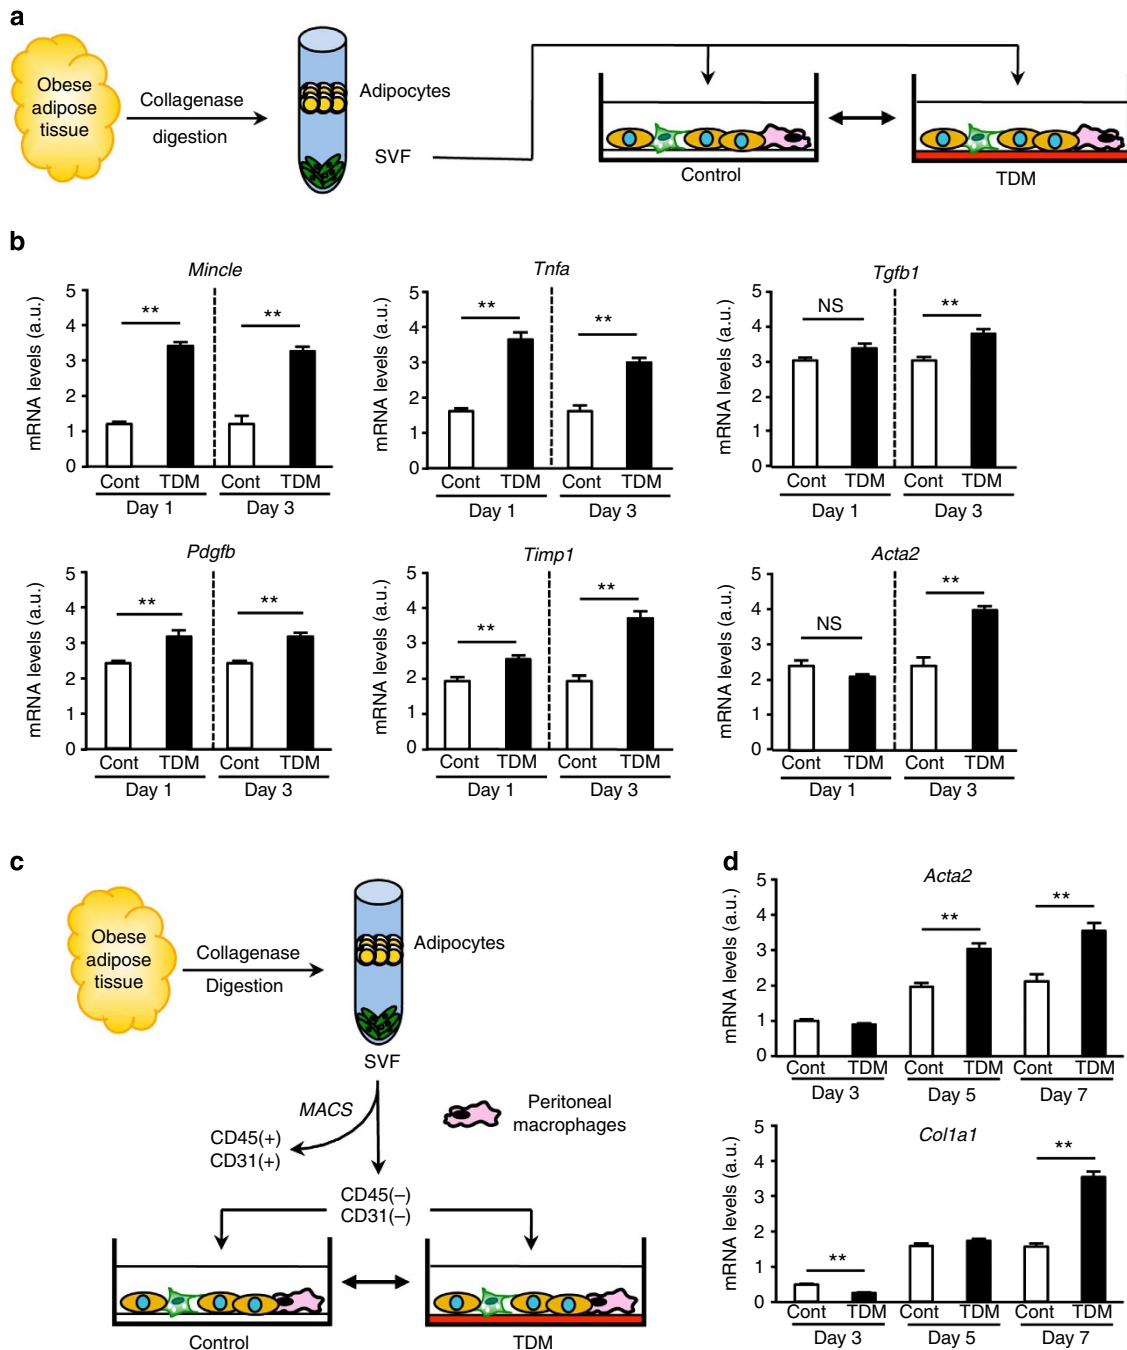 a
Obese
adipose
tissue
Collagenase
digestion
Adipocytes
SVF
Control
TDM
b
Mincle
mRNA levels (a.u.)
5
4
3
2
1
0
**
**
Cont TDM Cont TDM
Day 1 Day 3
Tnfa
mRNA levels (a.u.)
5
4
3
2
1
0
**
**
Cont TDM Cont TDM
Day 1 Day 3
Tgfb1
mRNA levels (a.u.)
5
4
3
2
1
0
NS
**
Cont TDM Cont TDM
Day 1 Day 3
Pdgfb
mRNA levels (a.u.)
5
4
3
2
1
0
**
**
Cont TDM Cont TDM
Day 1 Day 3
Timp1
mRNA levels (a.u.)
5
4
3
2
1
0
**
**
Cont TDM Cont TDM
Day 1 Day 3
Acta2
mRNA levels (a.u.)
5
4
3
2
1
0
NS
**
Cont TDM Cont TDM
Day 1 Day 3
c
Obese
adipose
tissue
Collagenase
Digestion
Adipocytes
SVF
MACS
CD45(+)
CD31(+)
Peritoneal
macrophages
CD45(–)
CD31(–)
Control
TDM
d
Acta2
mRNA levels (a.u.)
5
4
3
2
1
0
**
**
Cont TDM Cont TDM Cont TDM
Day 3 Day 5 Day 7
Col1a1
mRNA levels (a.u.)
5
4
3
2
1
0
**
**
Cont TDM Cont TDM Cont TDM
Day 3 Day 5 Day 7